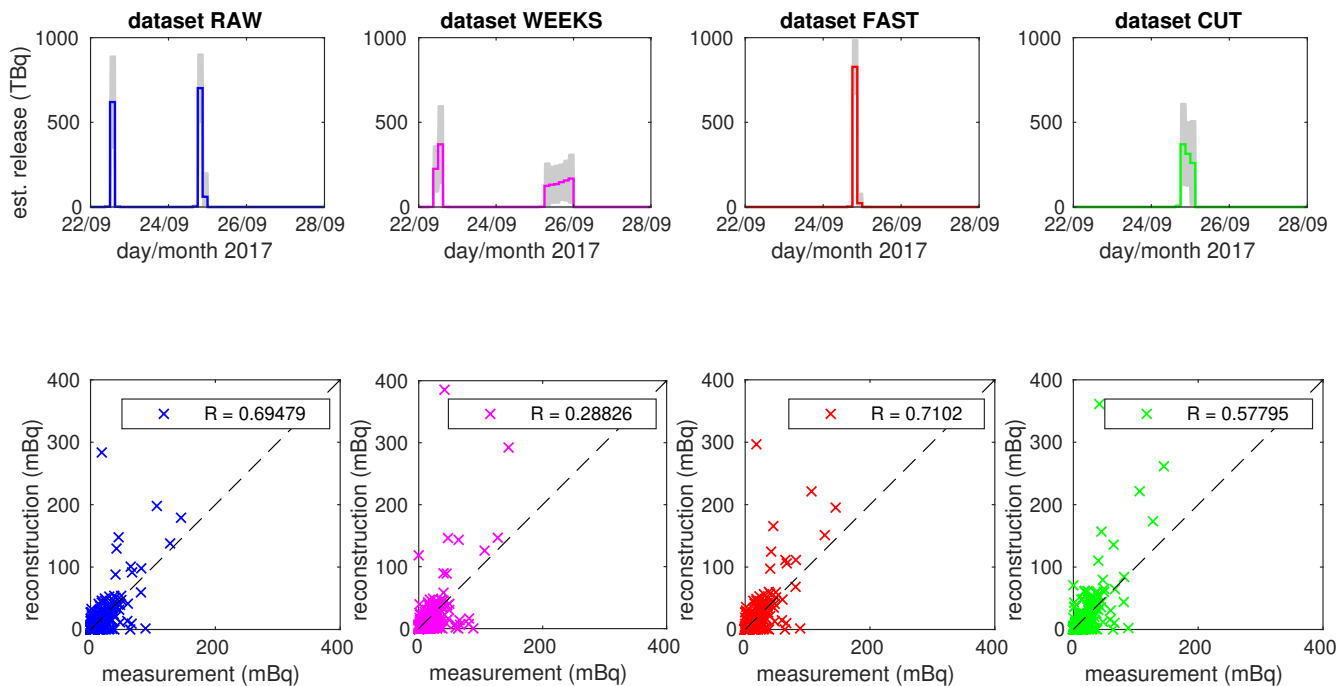 dataset RAW
dataset WEEKS
dataset FAST
dataset CUT
est. release (TBq)
1000
500
0
22/09 24/09 26/09 28/09
day/month 2017
1000
500
0
22/09 24/09 26/09 28/09
day/month 2017
1000
500
0
22/09 24/09 26/09 28/09
day/month 2017
1000
500
0
22/09 24/09 26/09 28/09
day/month 2017
reconstruction (mBq)
400
300
200
100
0
R = 0.69479
0 200 400
measurement (mBq)
reconstruction (mBq)
400
300
200
100
0
R = 0.28826
0 200 400
measurement (mBq)
reconstruction (mBq)
400
300
200
100
0
R = 0.7102
0 200 400
measurement (mBq)
reconstruction (mBq)
400
300
200
100
0
R = 0.57795
0 200 400
measurement (mBq)